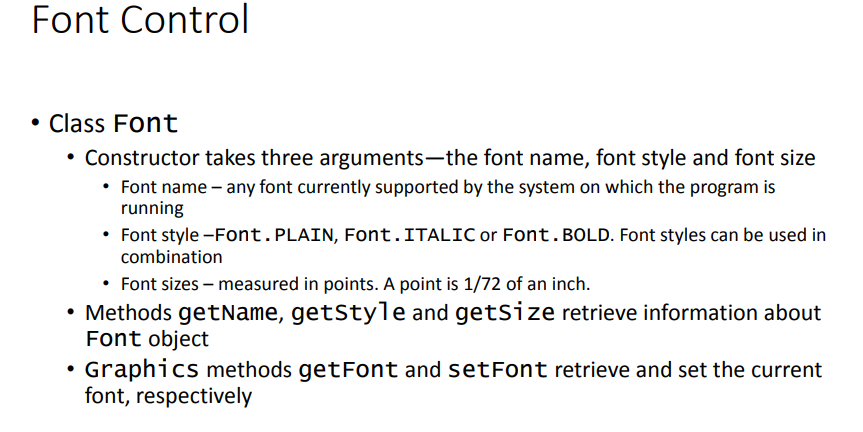 Font Control
• Class Font
• Constructor takes three arguments—the font name, font style and font size
• Font name – any font currently supported by the system on which the program is
running
• Font style –Font.PLAIN, Font.ITALIC or Font.BOLD. Font styles can be used in
combination
• Font sizes – measured in points. A point is 1/72 of an inch.
• Methods getName, getStyle and getSize retrieve information about
Font object
• Graphics methods getFont and setFont retrieve and set the current
font, respectively